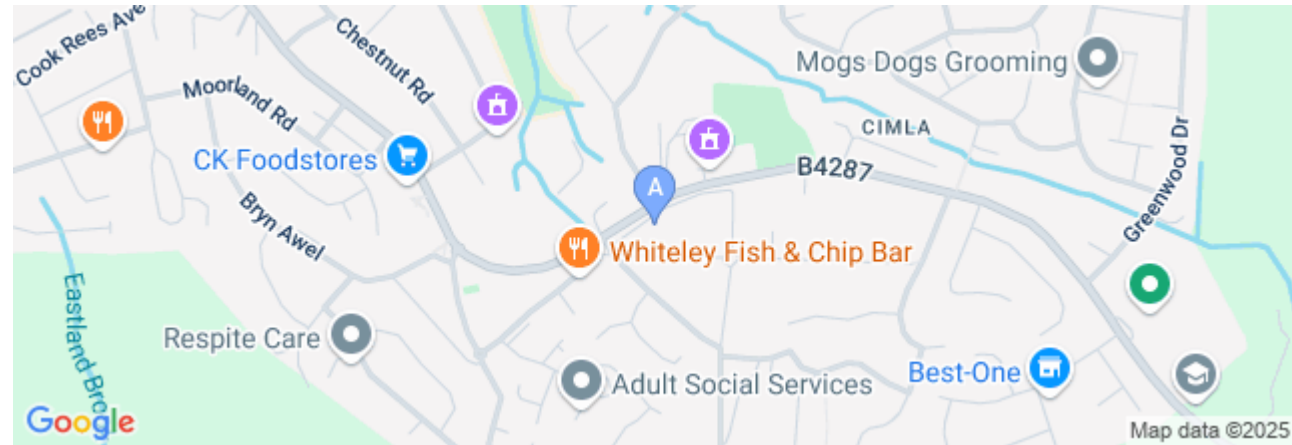 Cook Rees Ave
Chestnut Rd
Mogs Dogs Grooming
Moorland Rd
CIMLA
CK Foodstores
A
B4287
Greenwood Dr
Bryn Awel
Whiteley Fish & Chip Bar
Eastland Bro
Respite Care
Adult Social Services
Best-One
Google
Map data ©2025